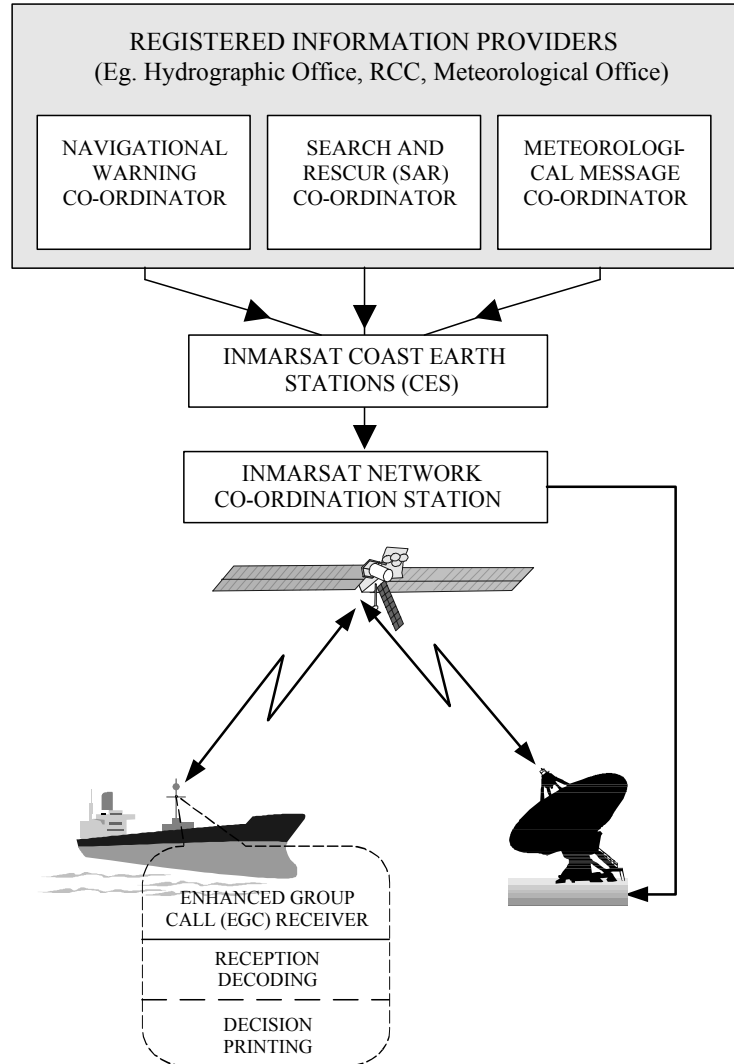 REGISTERED INFORMATION PROVIDERS
(Eg. Hydrographic Office, RCC, Meteorological Office)
NAVIGATIONAL
WARNING
CO-ORDINATOR
SEARCH AND
RESCUR (SAR)
CO-ORDINATOR
METEOROLOGI-
CAL MESSAGE
CO-ORDINATOR
INMARSAT COAST EARTH
STATIONS (CES)
INMARSAT NETWORK
CO-ORDINATION STATION
ENHANCED GROUP
CALL (EGC) RECEIVER
RECEPTION
DECODING
DECISION
PRINTING